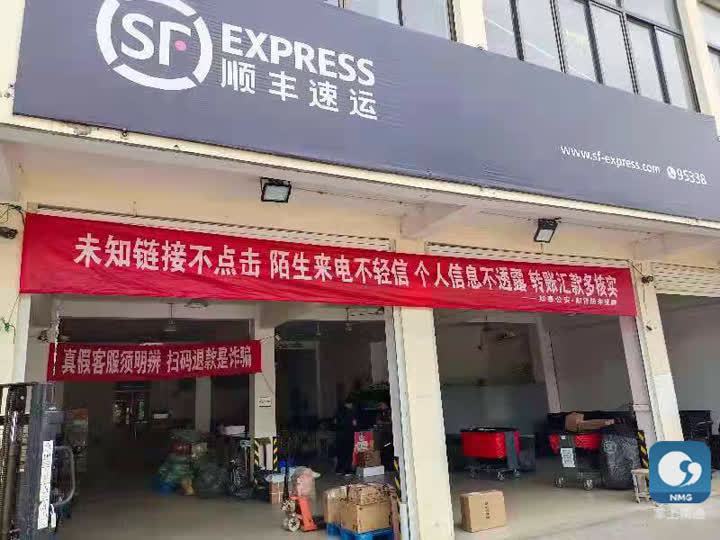 SF EXPRESS
顺丰速运
www.sf-express.com 95338
未知链接不点击 陌生来电不轻信 个人信息不透露 转账汇款多核实
真假客服须明辨 扫码退款是诈骗
NMG